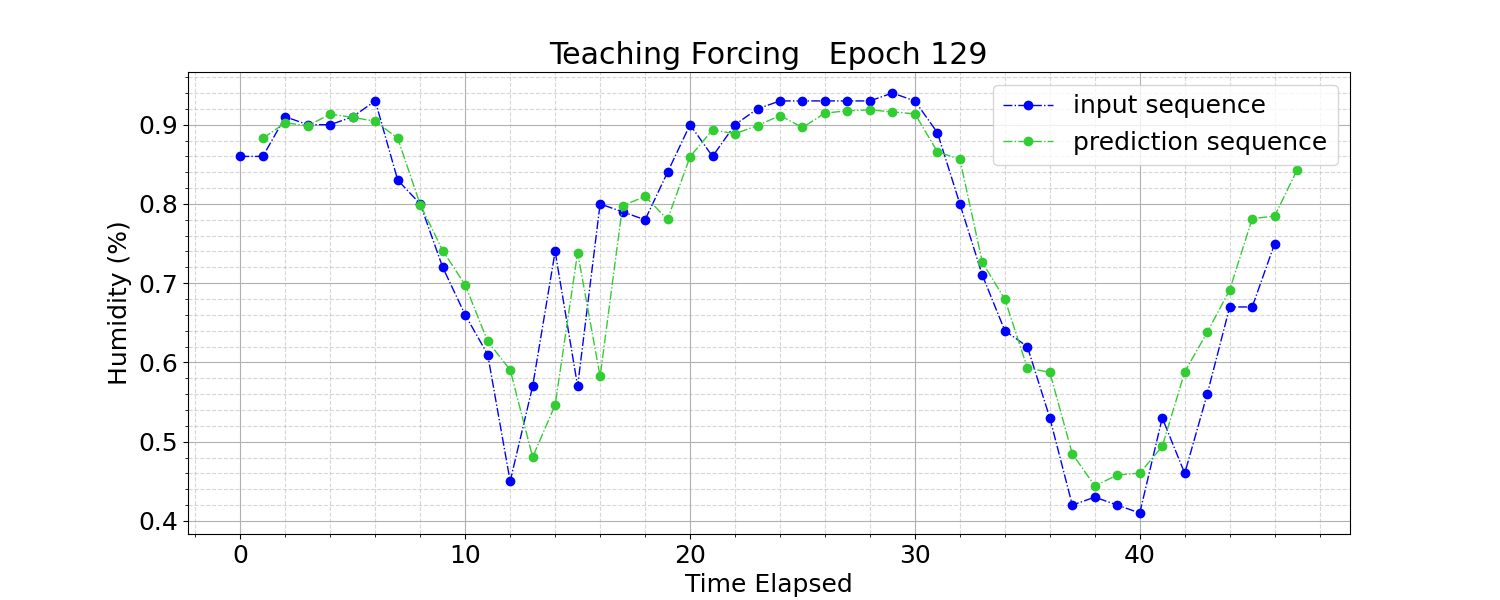 Teaching Forcing   Epoch 129
input sequence
prediction sequence
Humidity (%)
0.9
0.8
0.7
0.6
0.5
0.4
0 10 20 30 40
Time Elapsed